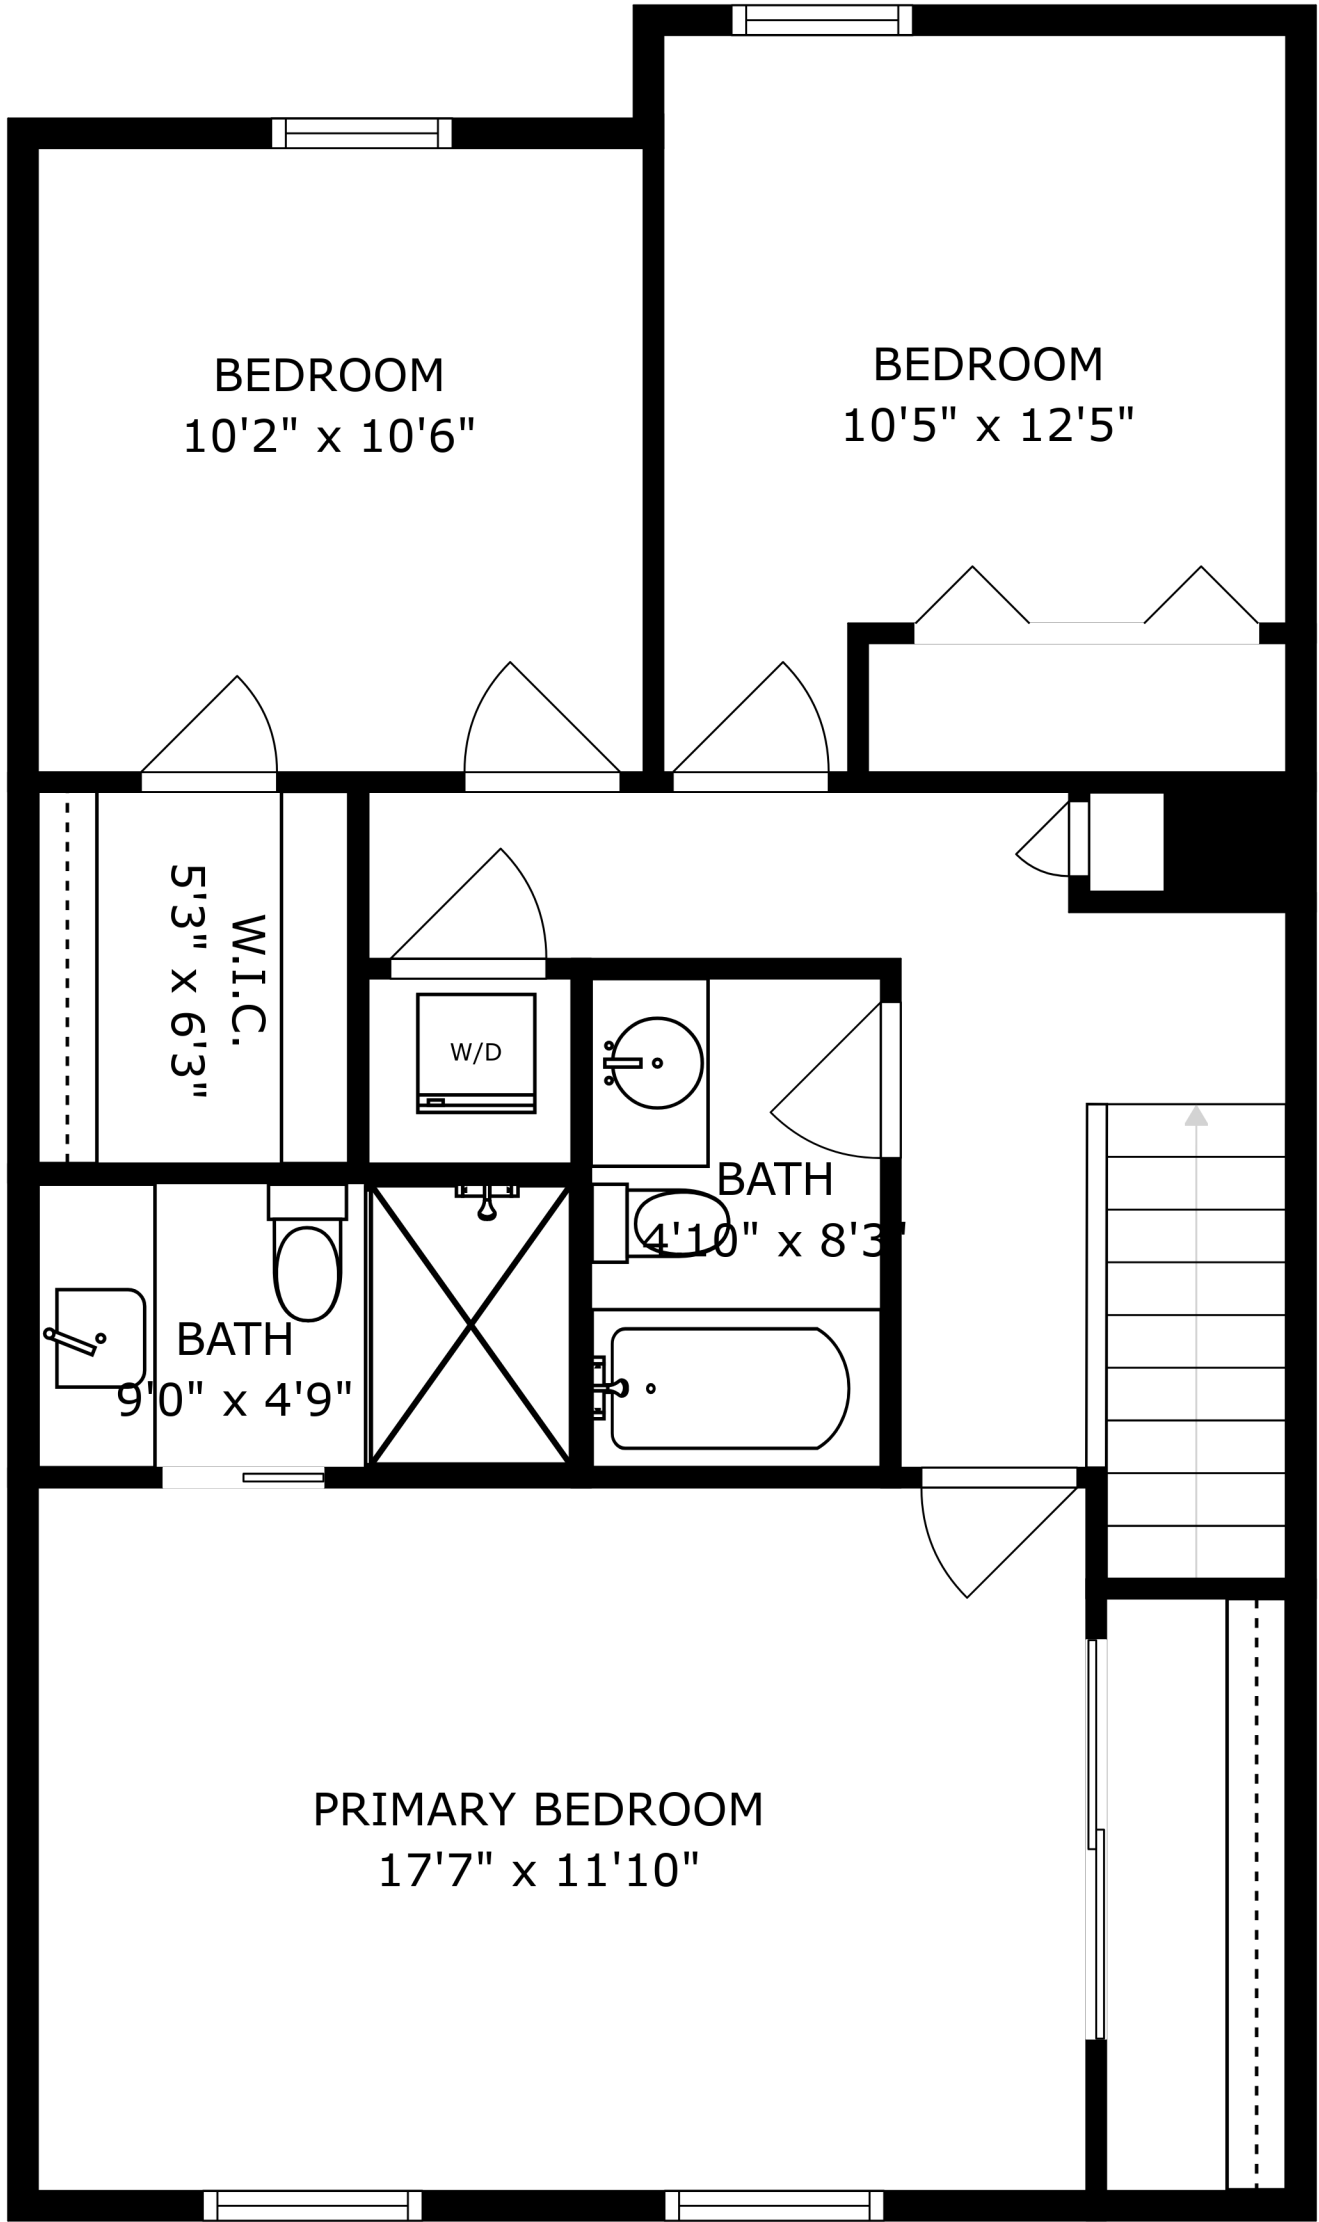 BEDROOM
10'2" x 10'6"
BEDROOM
10'5" x 12'5"
W.I.C.
5'3" x 6'3"
W/D
BATH
4'10" x 8'3"
BATH
9'0" x 4'9"
PRIMARY BEDROOM
17'7" x 11'10"